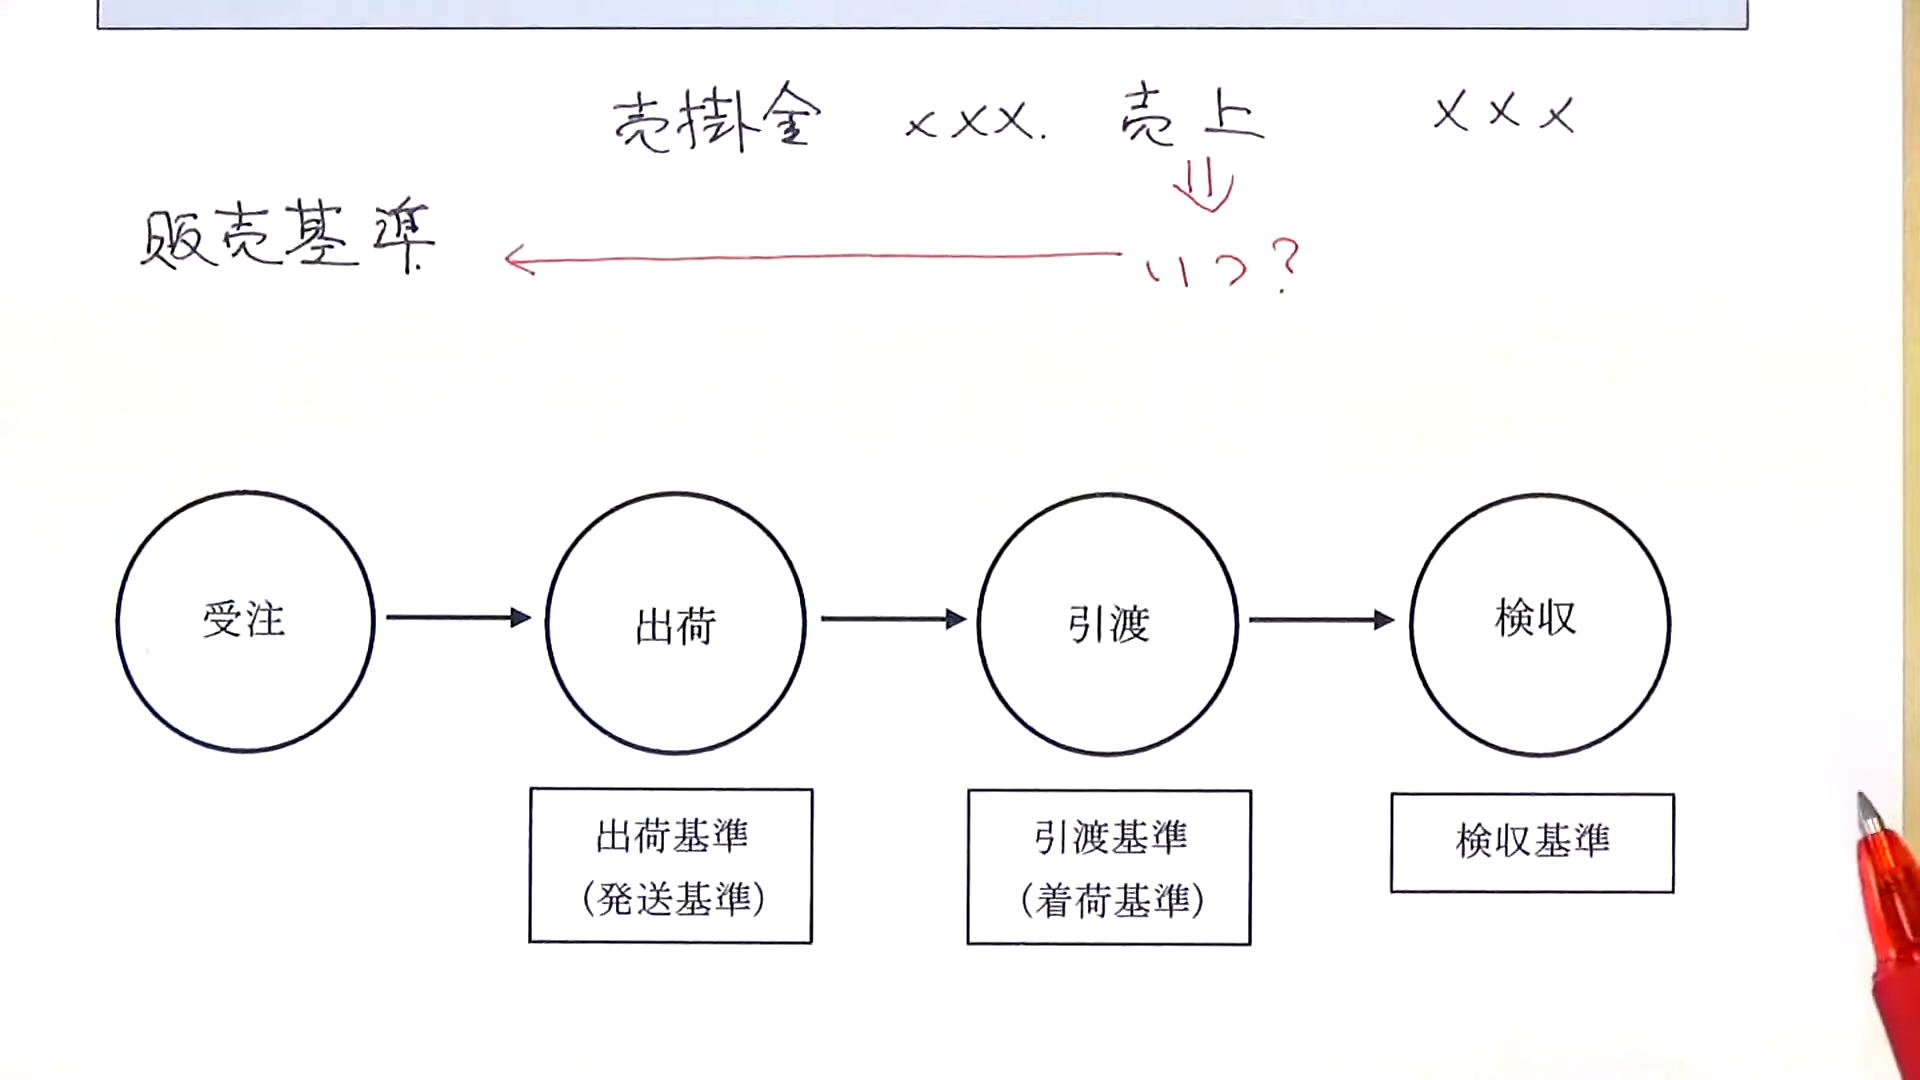 売掛金 xxx. 売上 xxx
販売基準 いつ?
受注 出荷 引渡 検収
出荷基準 引渡基準 検収基準
(発送基準) (着荷基準)